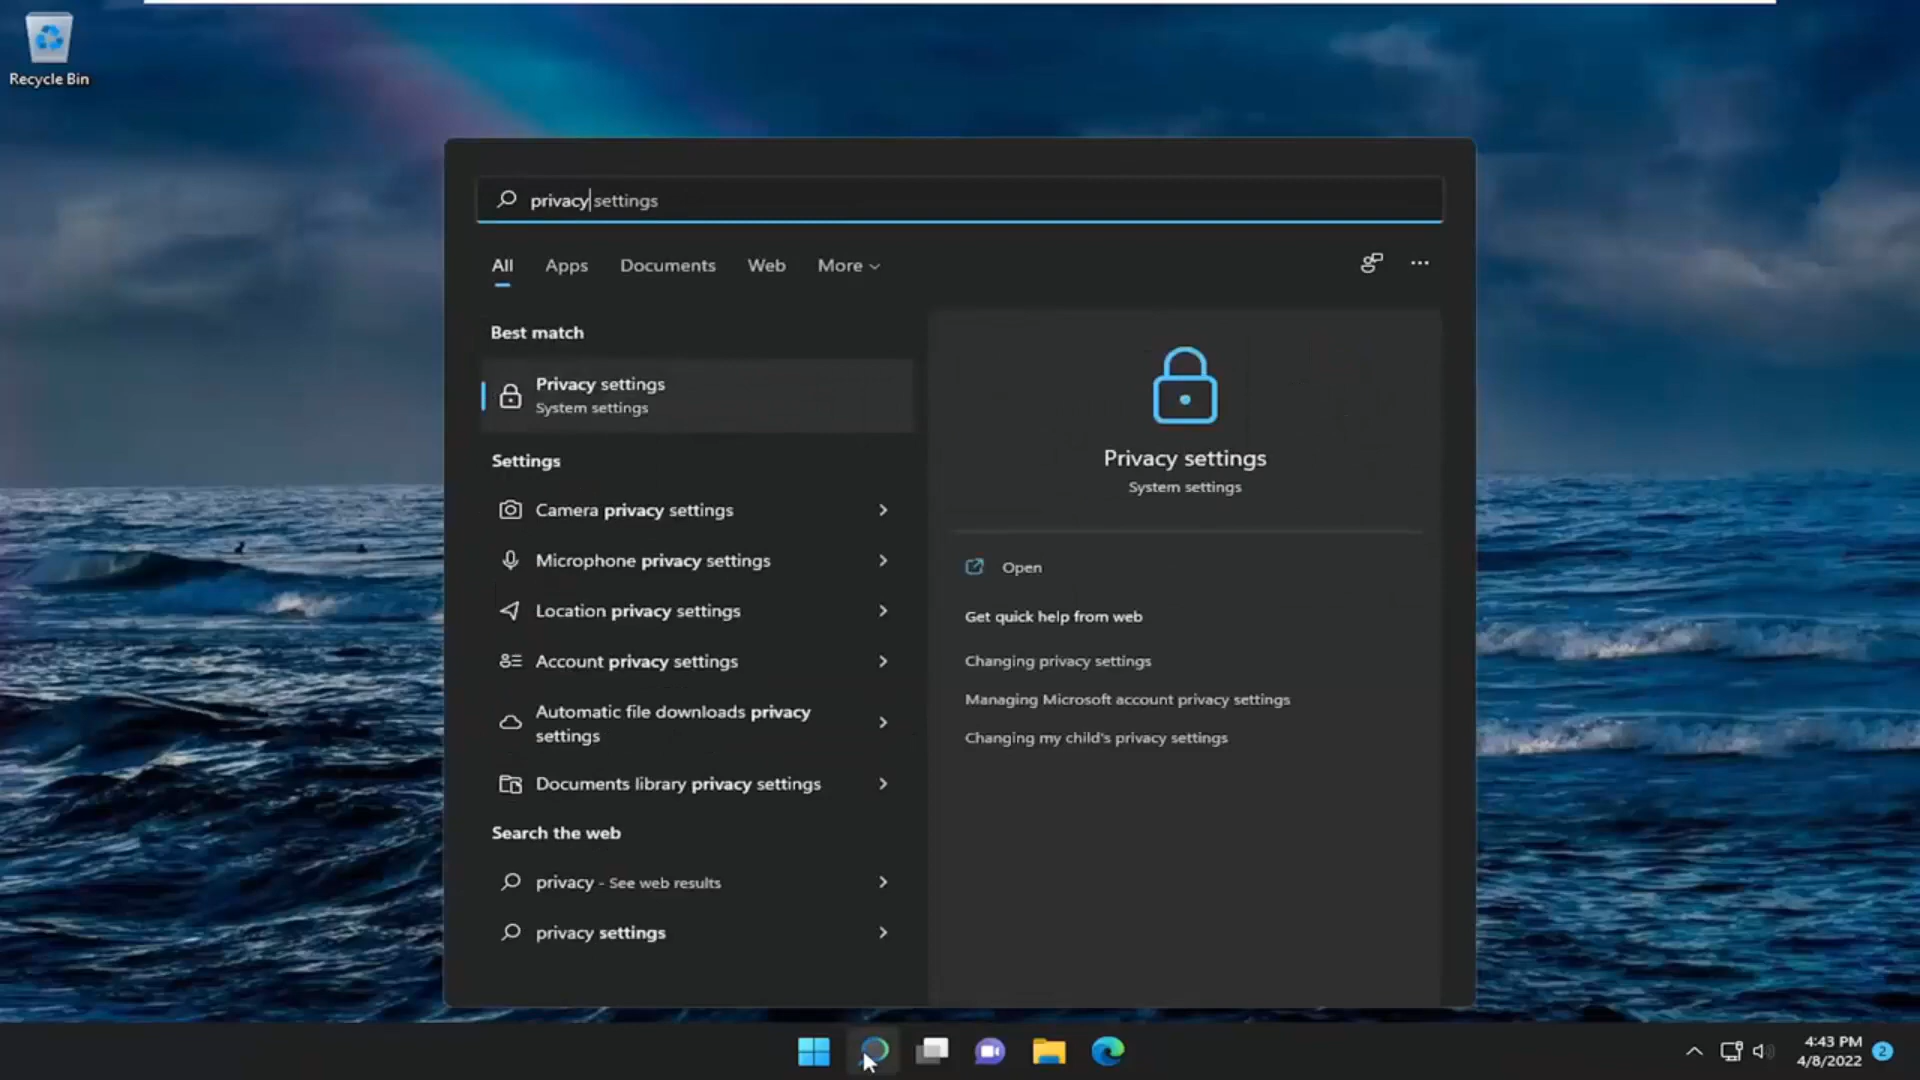 Recycle Bin
privacy settings
All Apps Documents Web More
Best match
Privacy settings
System settings
Settings
Camera privacy settings
Microphone privacy settings
Location privacy settings
Account privacy settings
Automatic file downloads privacy
settings
Documents library privacy settings
Search the web
privacy - See web results
privacy settings
Privacy settings
System settings
Open
Get quick help from web
Changing privacy settings
Managing Microsoft account privacy settings
Changing my child's privacy settings
4:43 PM
4/8/2022
2